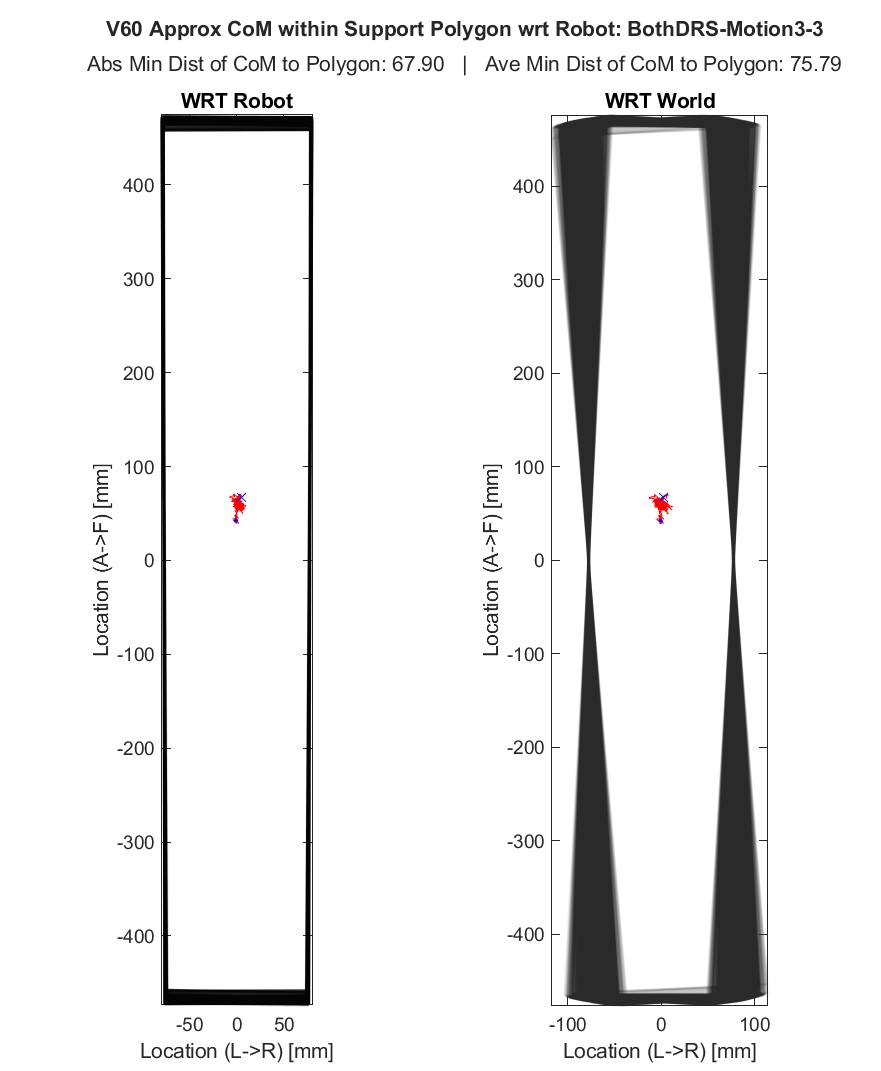 V60 Approx CoM within Support Polygon wrt Robot: BothDRS-Motion3-3
Abs Min Dist of CoM to Polygon: 67.90 | Ave Min Dist of CoM to Polygon: 75.79
WRT Robot
400
300
200
100
0
-100
-200
-300
-400
Location (A->F) [mm]
-50 0 50
Location (L->R) [mm]
WRT World
400
300
200
100
0
-100
-200
-300
-400
Location (A->F) [mm]
-100 0 100
Location (L->R) [mm]